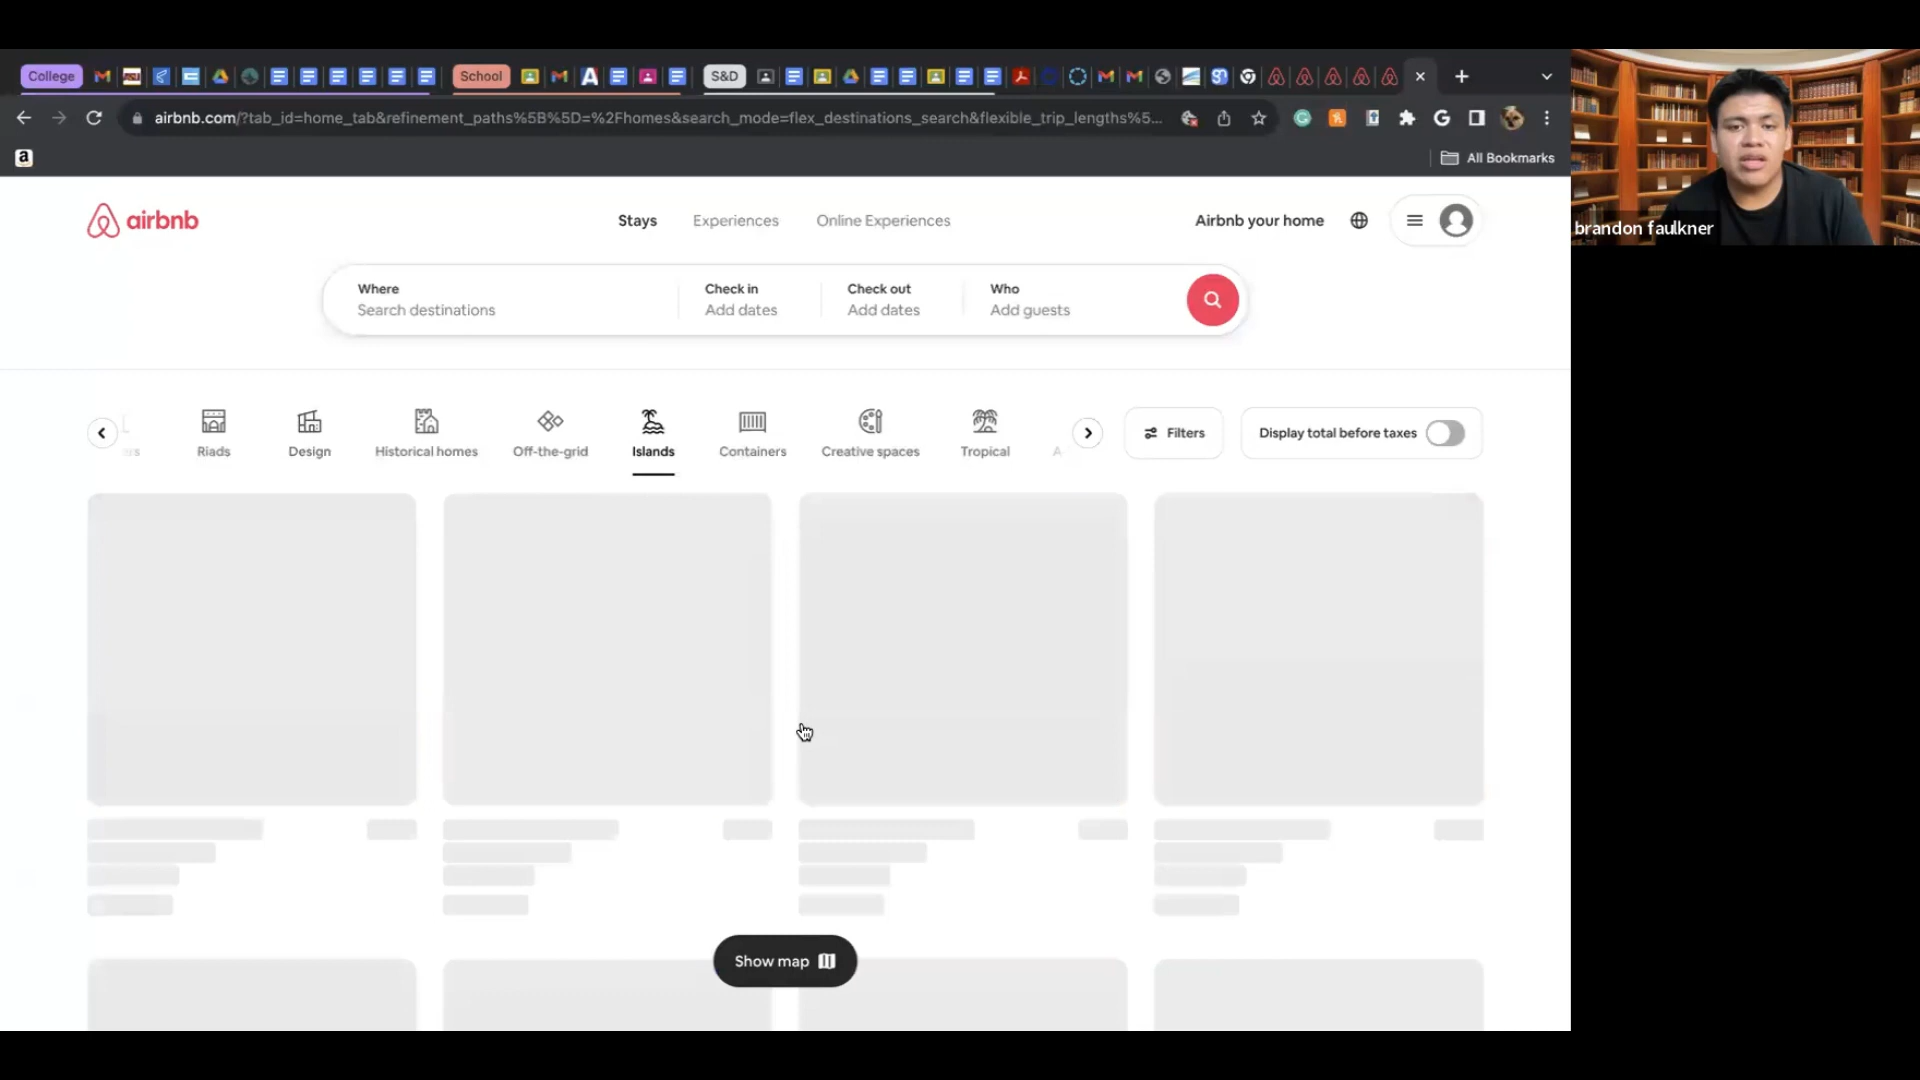 College
School
S&D
airbnb.com/?tab_id=home_tab&refinement_paths%5B%5D=%2Fhomes&search_mode=flex_destinations_search&flexible_trip_lengths%5...
All Bookmarks
airbnb
Stays Experiences Online Experiences
Airbnb your home
brandon faulkner
Where
Search destinations
Check in
Add dates
Check out
Add dates
Who
Add guests
Riads
Design
Historical homes
Off-the-grid
Islands
Containers
Creative spaces
Tropical
Filters
Display total before taxes
Show map